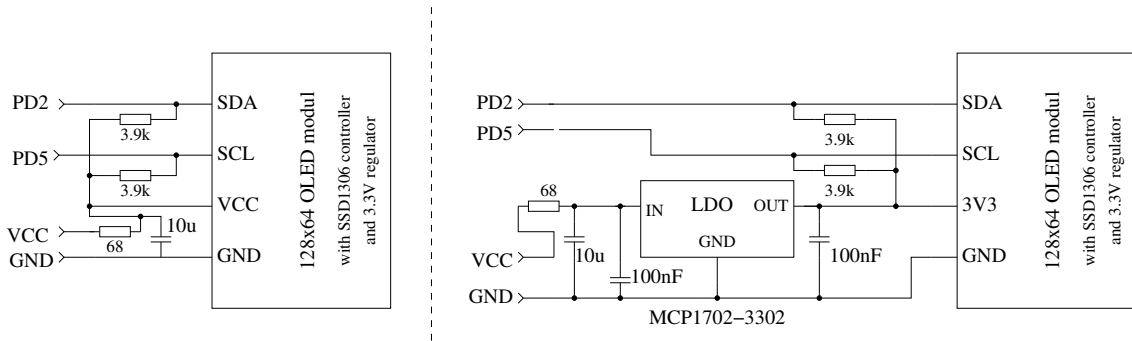 PD2
3.9k
PD5
3.9k
VCC
68
10u
GND
SDA
SCL
VCC
GND
128x64 OLED modul
with SSD1306 controller
and 3.3V regulator
PD2
PD5
3.9k
3.9k
68
VCC
GND
10u
100nF
IN
LDO
OUT
GND
100nF
MCP1702-3302
SDA
SCL
3V3
GND
128x64 OLED modul
with SSD1306 controller
and 3.3V regulator